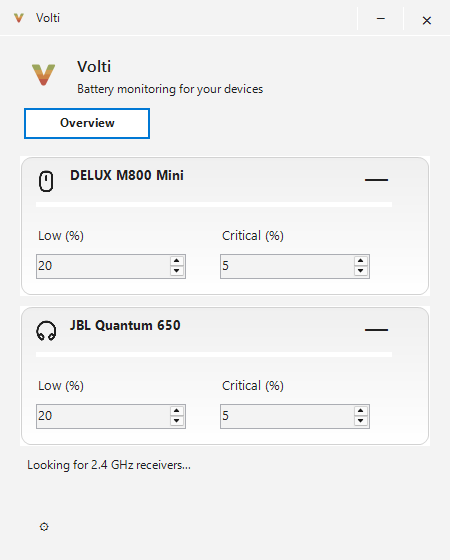 Volti
Volti
Battery monitoring for your devices
Overview
DELUX M800 Mini
Low (%) Critical (%)
20 5
JBL Quantum 650
Low (%) Critical (%)
20 5
Looking for 2.4 GHz receivers...